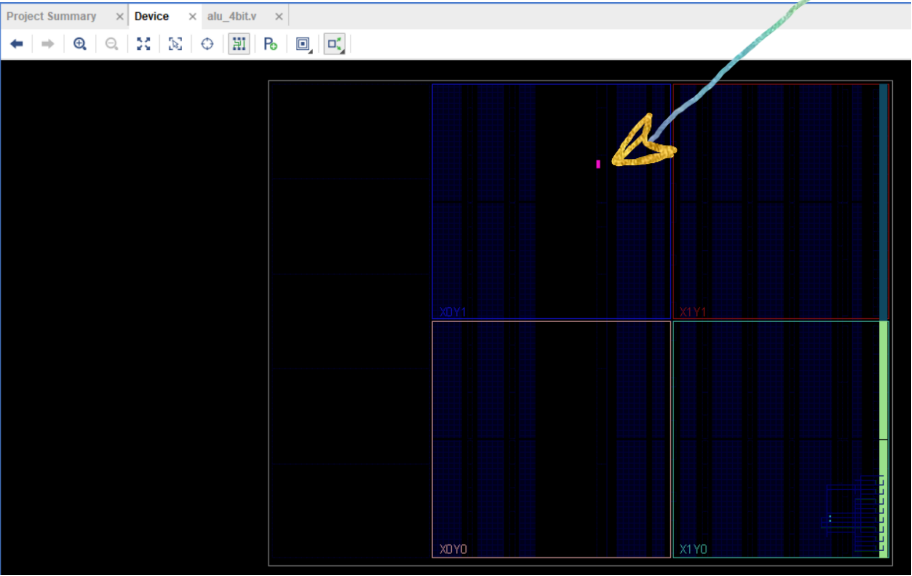 Project Summary × Device × alu_4bit.v ×
X0Y1
X1Y1
X0Y0
X1Y0